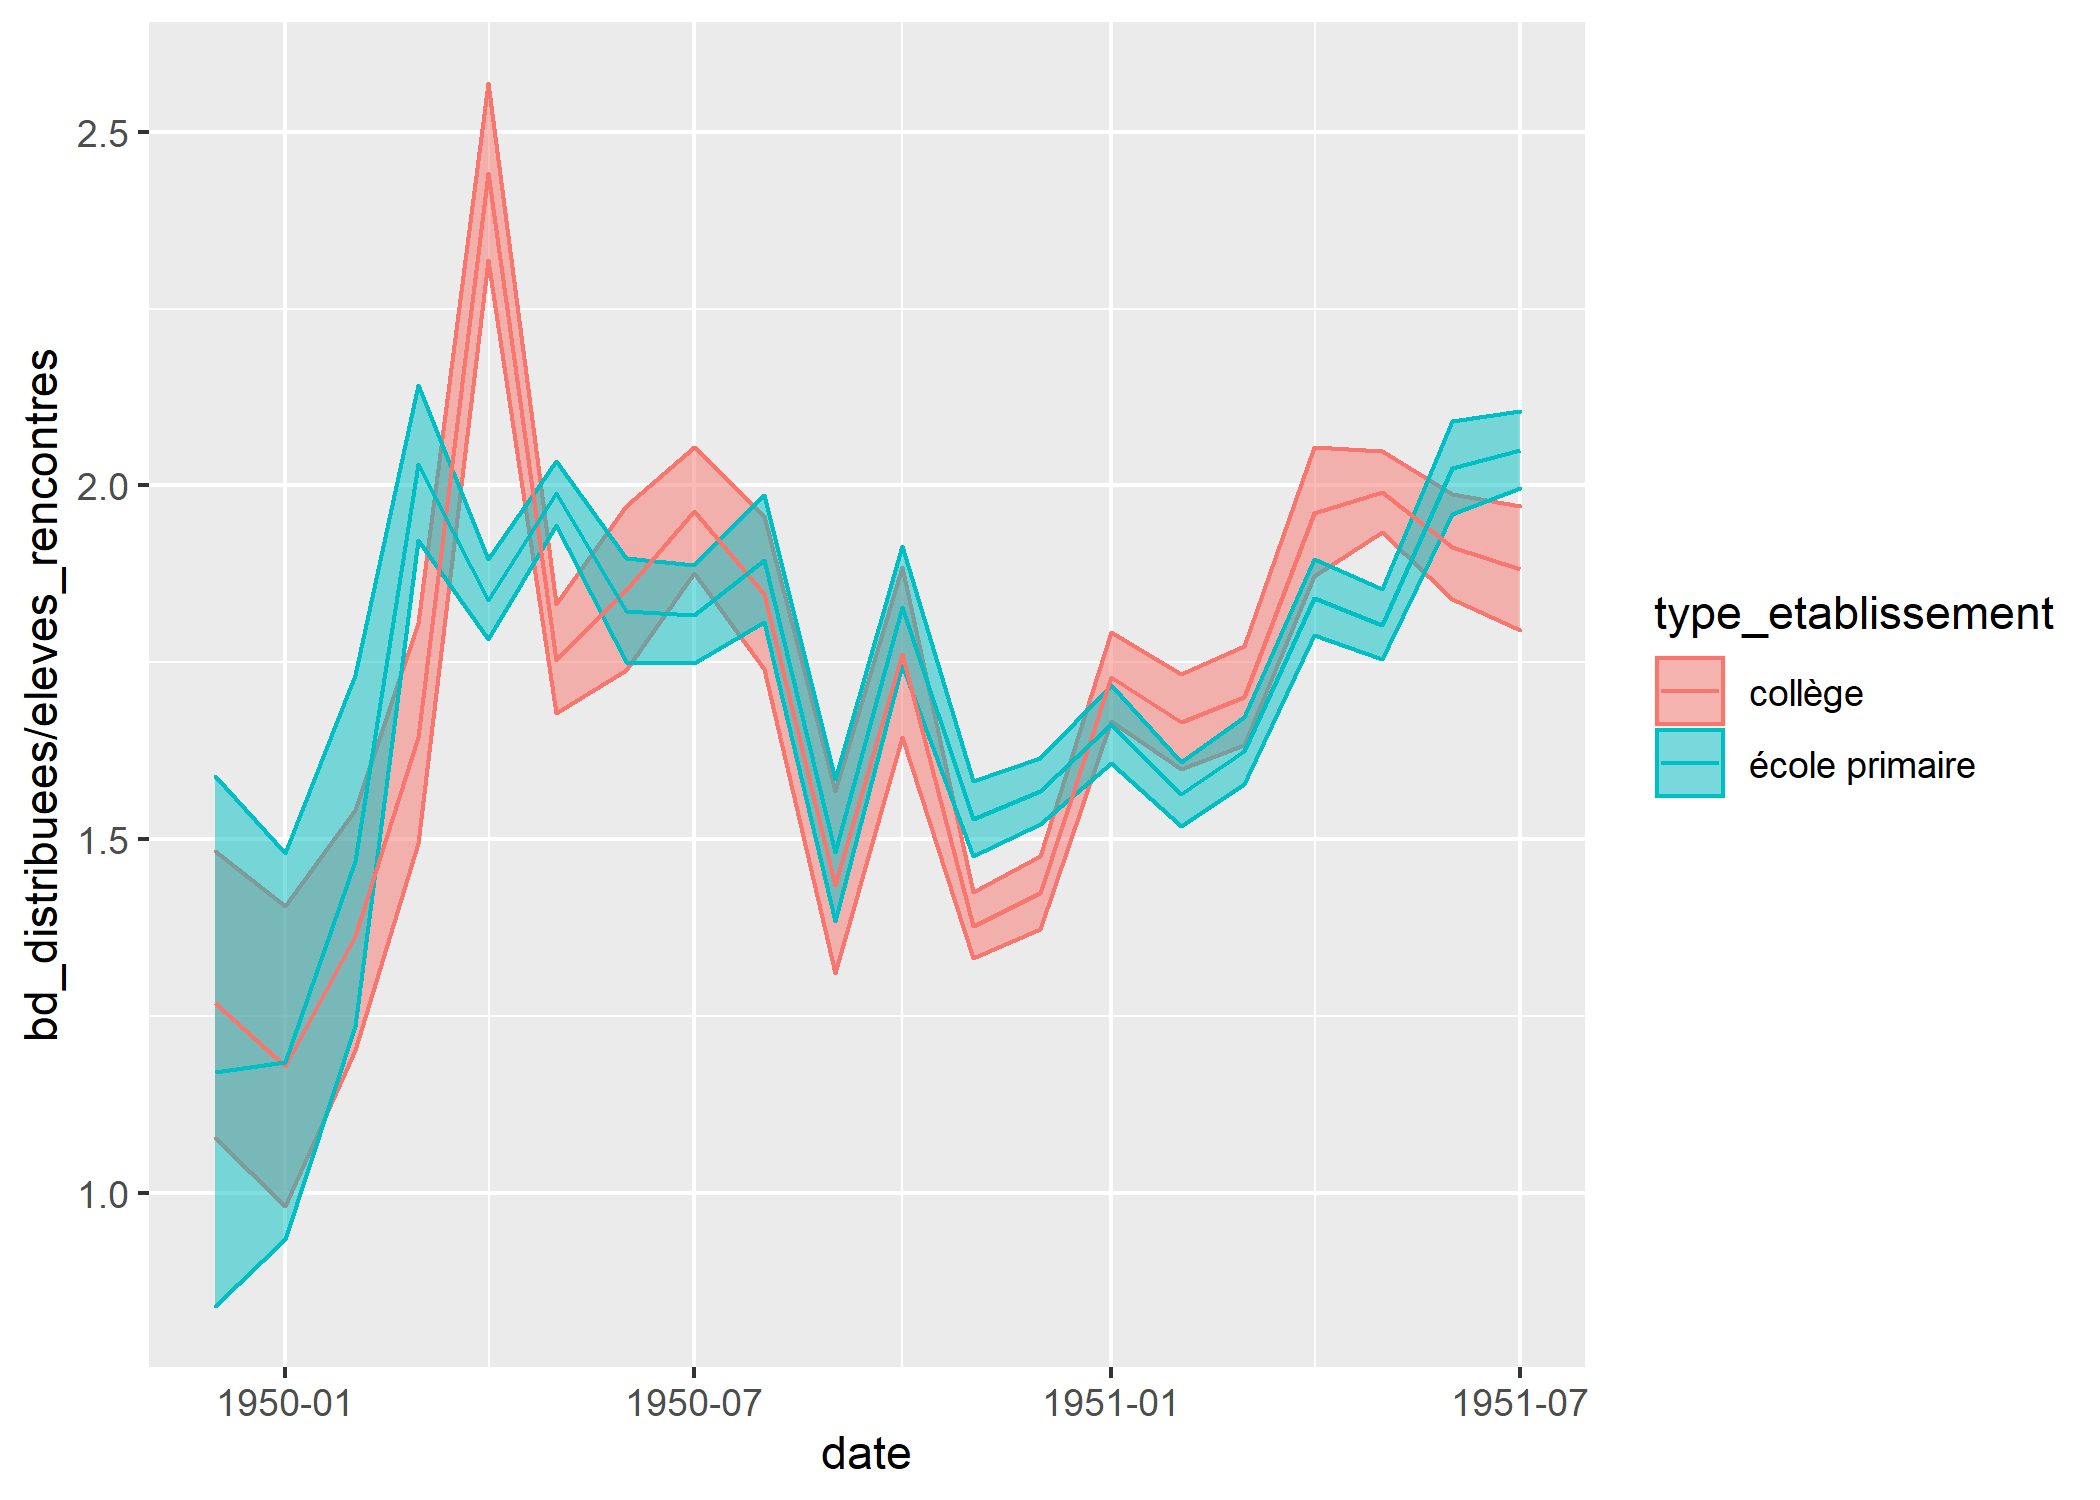 2.5
2.0
1.5
1.0
bd_distribuees/eleves_rencontres
1950-01
1950-07
1951-01
1951-07
date
type_etablissement
collège
école primaire